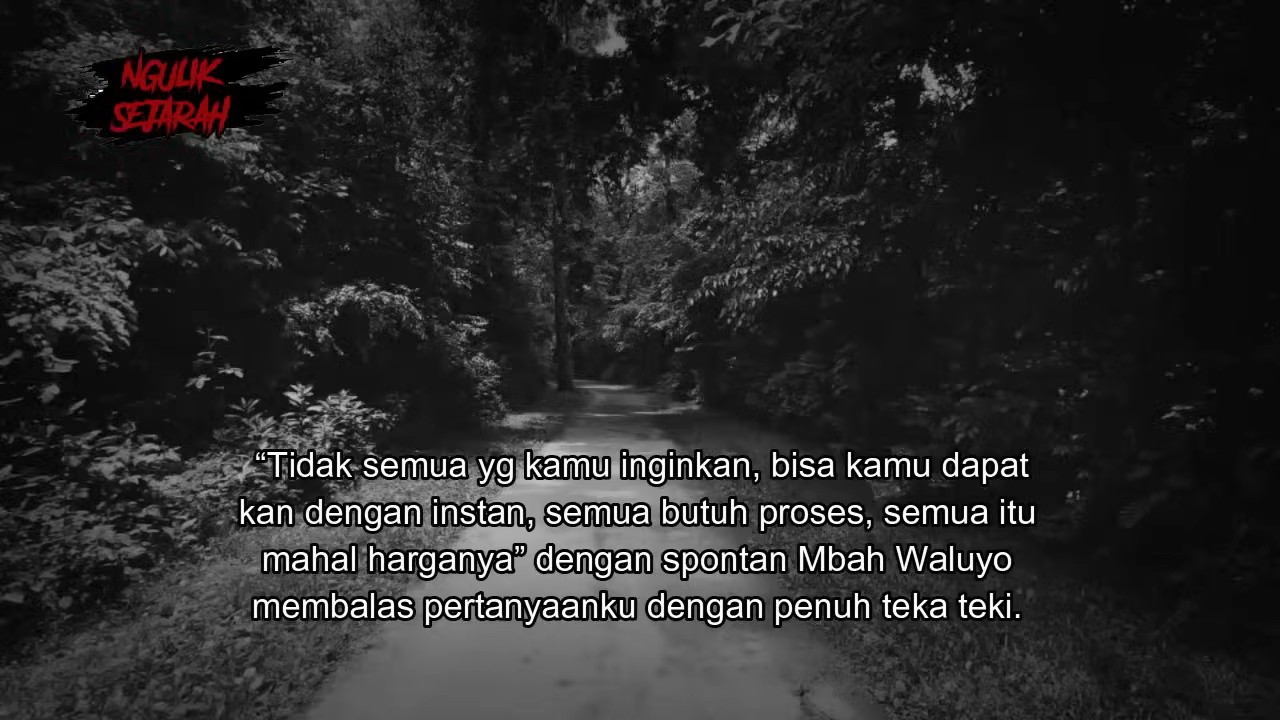 NGULIK
SEJARAH
“Tidak semua yg kamu inginkan, bisa kamu dapat
kan dengan instan, semua butuh proses, semua itu
mahal harganya” dengan spontan Mbah Waluyo
membalas pertanyaanku dengan penuh teka teki.